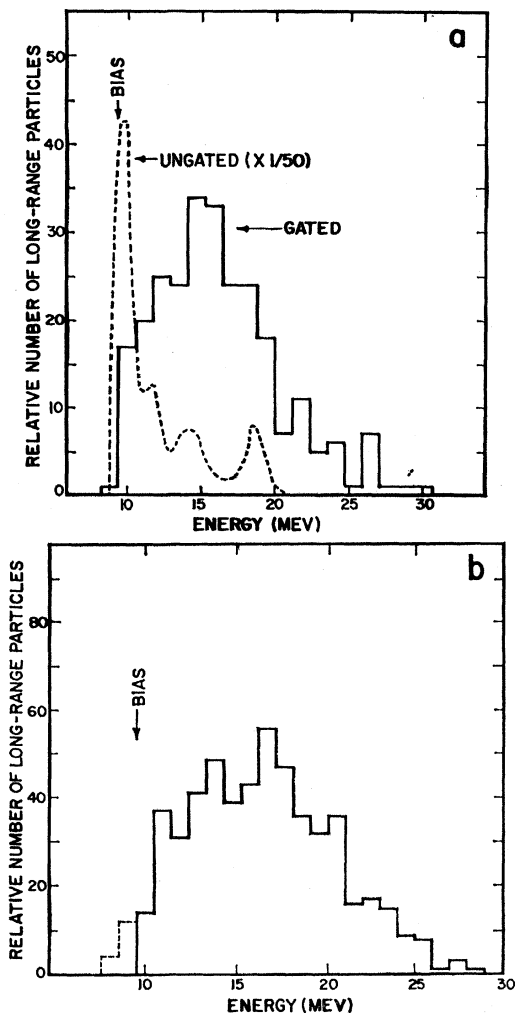 a
50
40
30
20
10
0
BIAS
UNGATED (X 1/50)
GATED
RELATIVE NUMBER OF LONG-RANGE PARTICLES
10 15 20 25 30
ENERGY (MEV)
b
80
60
40
20
0
BIAS
RELATIVE NUMBER OF LONG-RANGE PARTICLES
10 15 20 25 30
ENERGY (MEV)